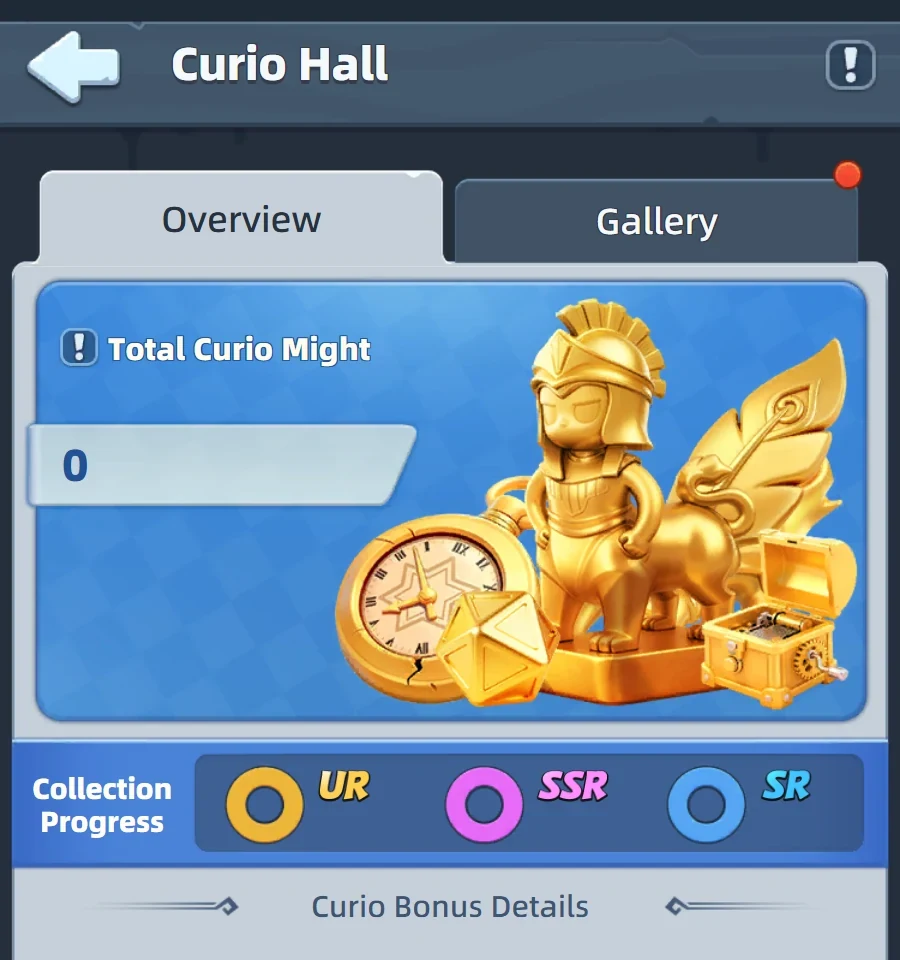 Curio Hall
Overview
Gallery
Total Curio Might
0
Collection
Progress
UR
SSR
SR
Curio Bonus Details